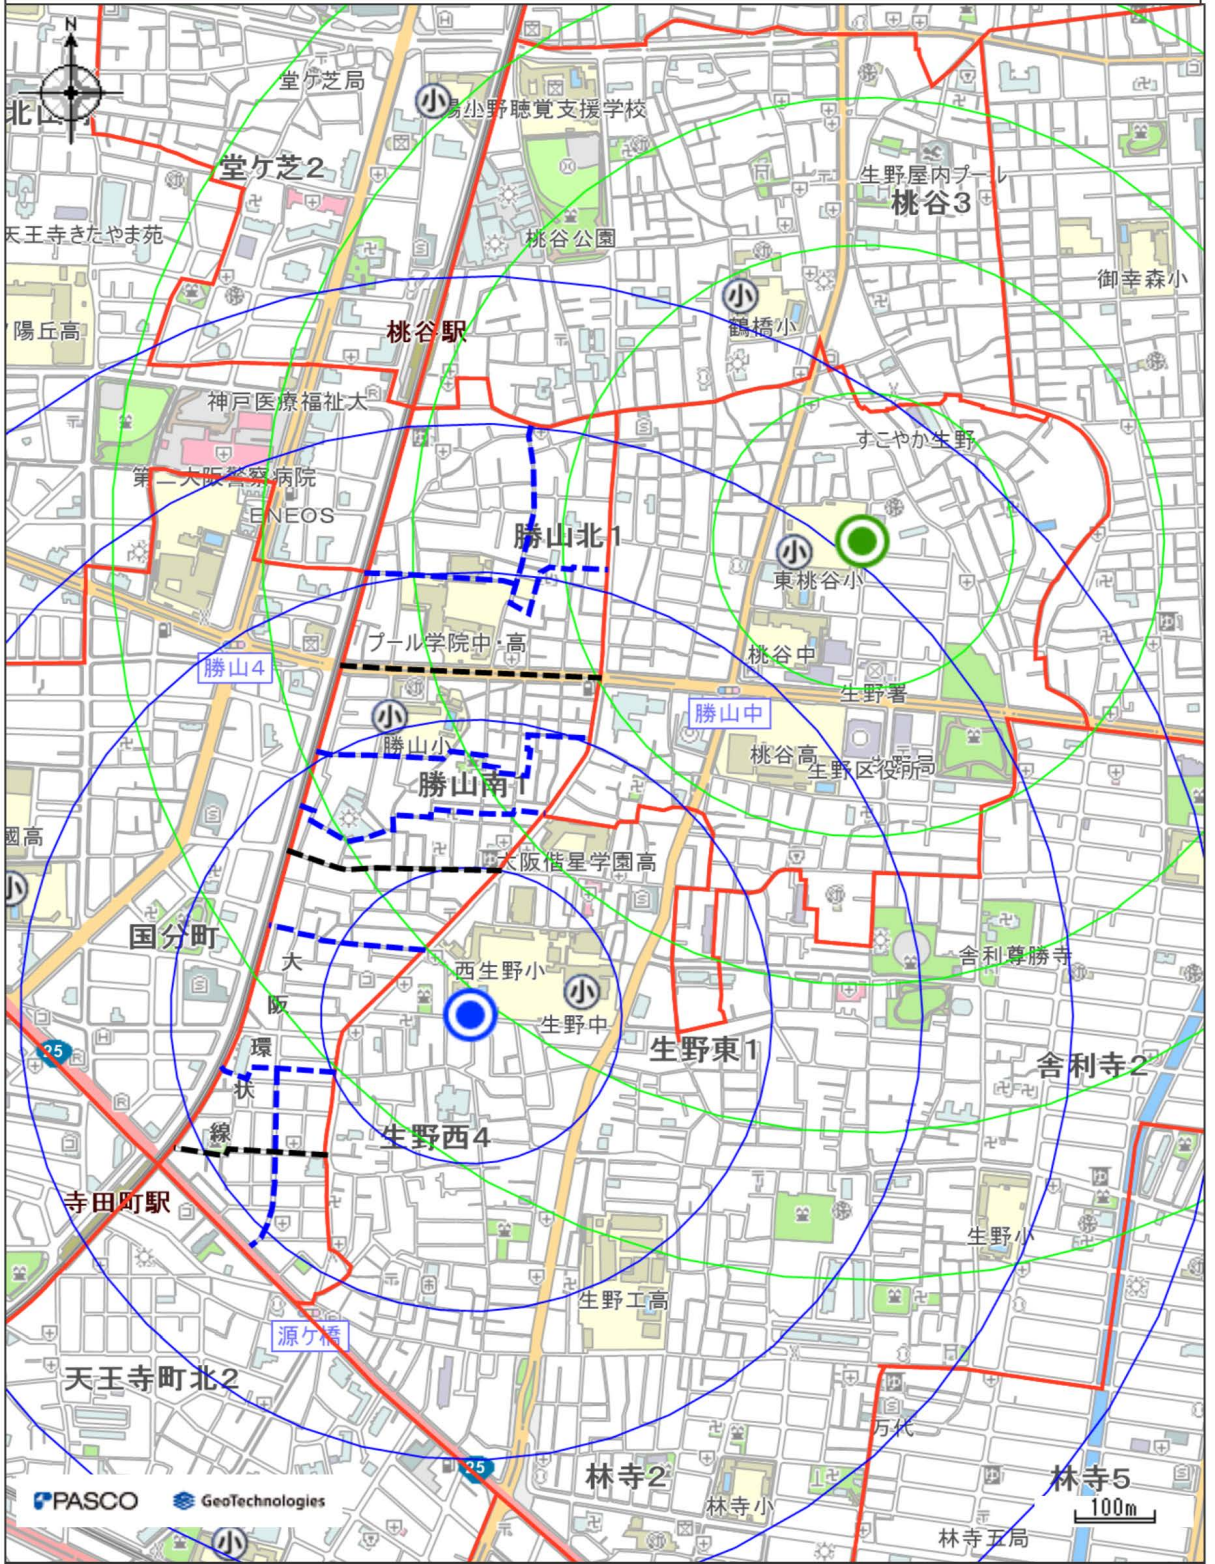 N
堂ケ芝局
小
聴覚支援学校
堂ケ芝2
生野屋内プール
桃谷3
天王寺きたやま苑
桃谷公園
御幸森小
小
陽丘高
桃谷駅
鶴橋小
神戸医療福祉大
すこやか生野
第二大阪警察病院
ENEOS
勝山北1
小
東桃谷小
プール学院中・高
桃谷中
勝山4
生野署
小
勝山中
勝山小
桃谷高
生野区役所
勝山南1
國高
大阪偕星学園高
小
国分町
舎利尊勝寺
大
阪
環
状
線
西生野小
小
生野中
25
生野東1
舎利寺2
生野西4
寺田町駅
生野小
生野工高
源ケ橋
天王寺町北2
万代
25
林寺2
林寺5
PASCO
GeoTechnologies
林寺小
100m
小
林寺五局